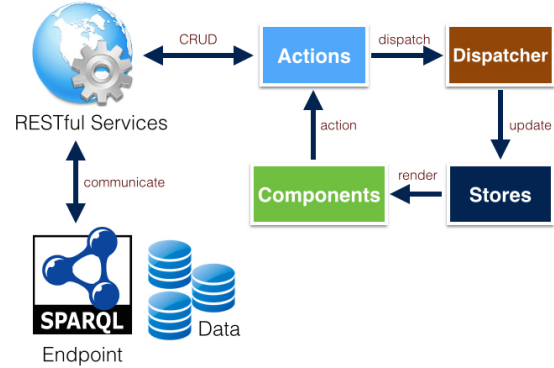 CRUD
Actions
dispatch
Dispatcher
RESTful Services
action
update
communicate
Components
render
Stores
SPARQL
Data
Endpoint